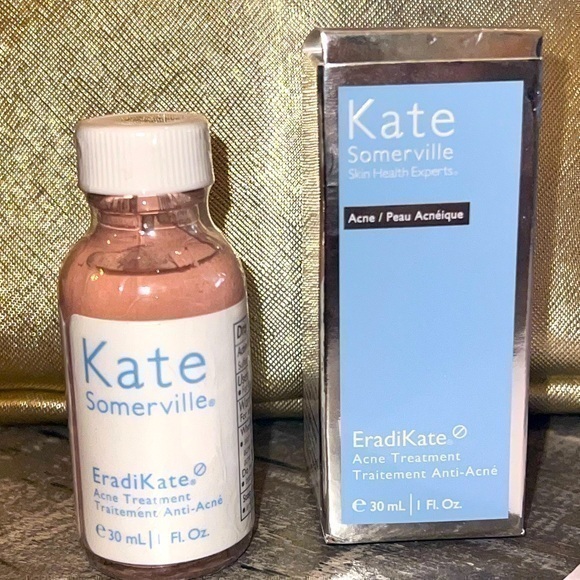 Kate
Somerville®
EradiKate®
Acne Treatment
Traitement Anti-Acné
℮ 30 mL | 1 Fl. Oz.
Kate
Somerville
Skin Health Experts®
Acne / Peau Acnéique
EradiKate®
Acne Treatment
Traitement Anti-Acné
℮ 30 mL | 1 Fl. Oz.